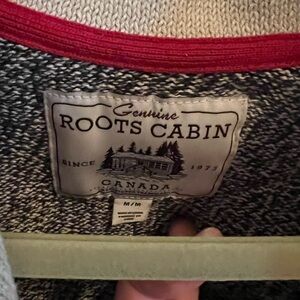 Genuine
ROOTS CABIN
SINCE 1973
CANADA
M/M